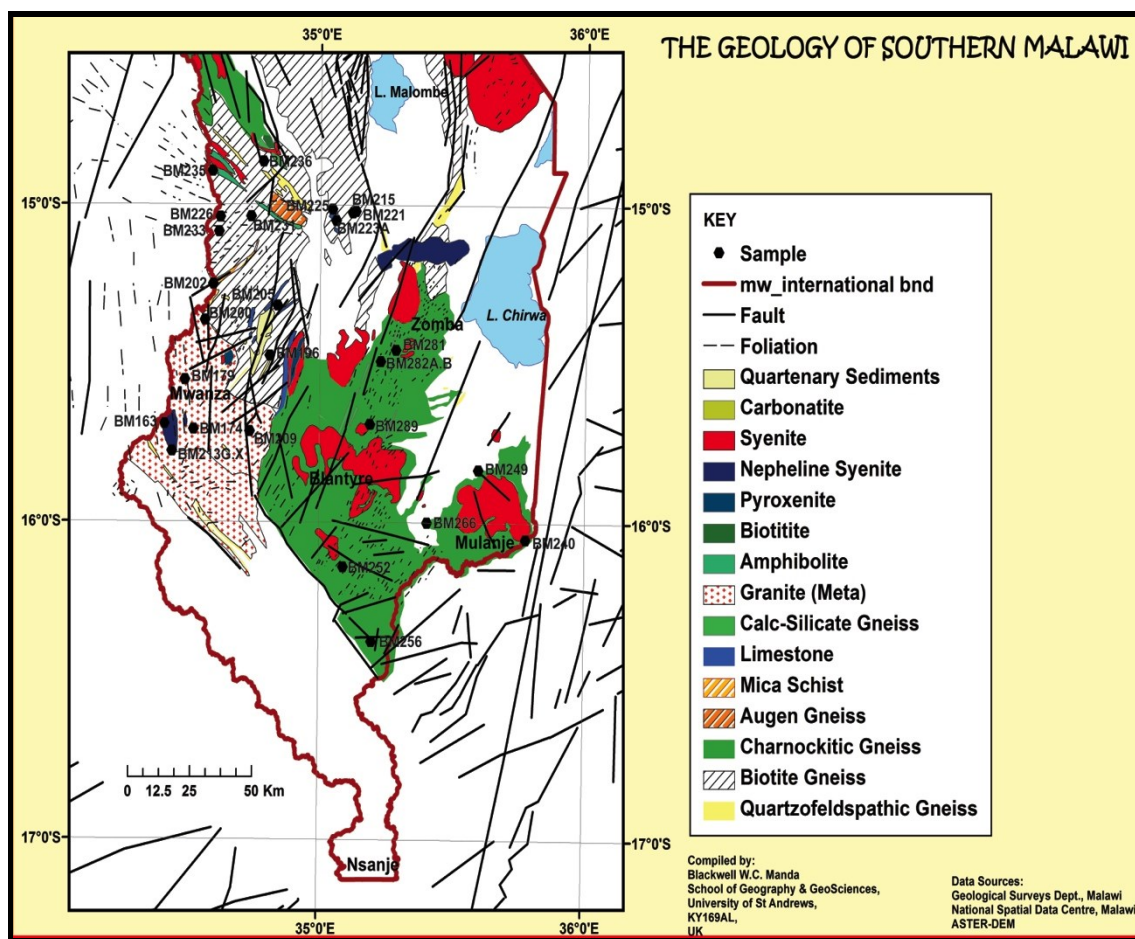 35°0'E
36°0'E
THE GEOLOGY OF SOUTHERN MALAWI
L. Malombe
BM236
BM235
BM215
BM225
BM221
15°0'S
15°0'S
BM226
BM231
BM223A
BM233
BM202
BM205
L. Chirwa
BM200
Zomba
BM281
BM196
BM282A.B
BM179
Mwanza
BM163
BM174
BM209
BM289
BM213G.X
Blantyre
BM249
16°0'S
16°0'S
BM266
Mulanje
BM240
BM252
BM256
0 12.5 25 50 Km
17°0'S
17°0'S
Nsanje
35°0'E
36°0'E
KEY
Sample
mw_international bnd
Fault
Foliation
Quartenary Sediments
Carbonatite
Syenite
Nepheline Syenite
Pyroxenite
Biotitite
Amphibolite
Granite (Meta)
Calc-Silicate Gneiss
Limestone
Mica Schist
Augen Gneiss
Charnockitic Gneiss
Biotite Gneiss
Quartzofeldspathic Gneiss
Compiled by:
Blackwell W.C. Manda
School of Geography & GeoSciences,
University of St Andrews,
KY169AL,
UK
Data Sources:
Geological Surveys Dept., Malawi
National Spatial Data Centre, Malawi
ASTER-DEM